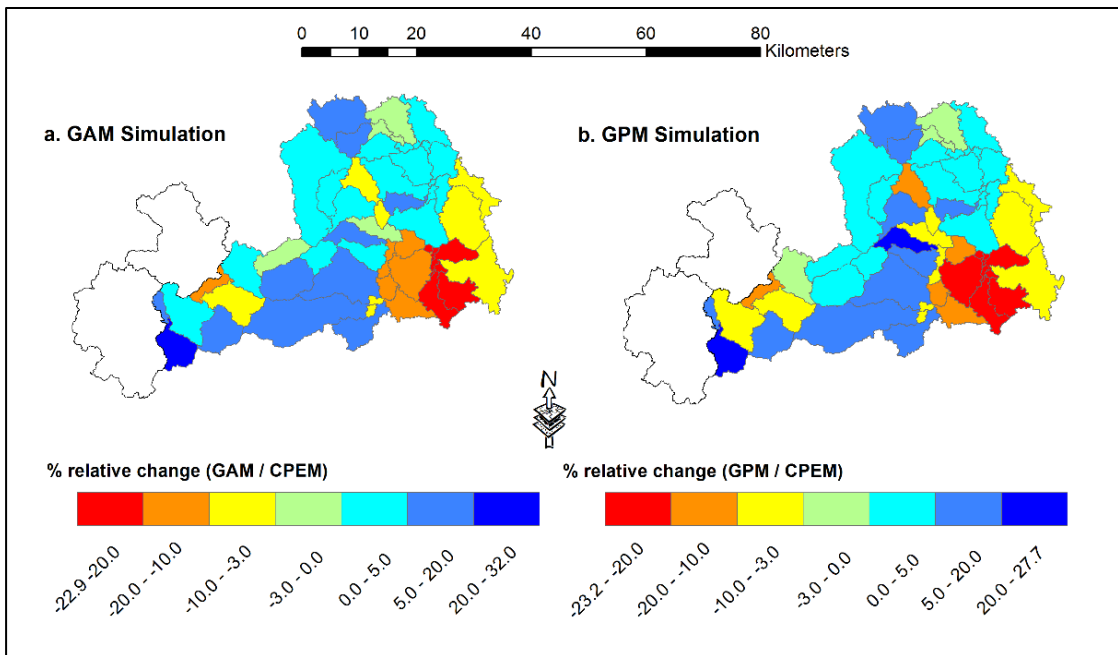 0 10 20 40 60 80
Kilometers
a. GAM Simulation
b. GPM Simulation
N
% relative change (GAM / CPEM)
-22.9 -20.0
-20.0 - -10.0
-10.0 - -3.0
-3.0 - 0.0
0.0 - 5.0
5.0 - 20.0
20.0 - 32.0
% relative change (GPM / CPEM)
-23.2 - -20.0
-20.0 - -10.0
-10.0 - -3.0
-3.0 - 0.0
0.0 - 5.0
5.0 - 20.0
20.0 - 27.7